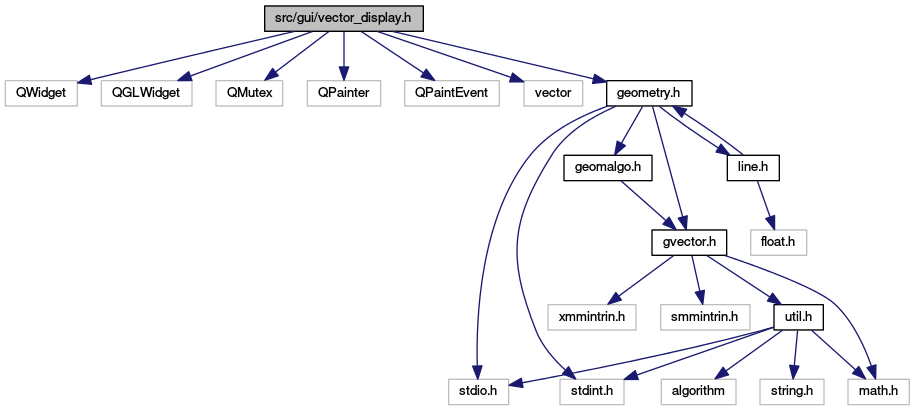 src/gui/vector_display.h
QWidget
QGLWidget
QMutex
QPainter
QPaintEvent
vector
geometry.h
geomalgo.h
line.h
gvector.h
float.h
xmmintrin.h
smmintrin.h
util.h
stdio.h
stdint.h
algorithm
string.h
math.h